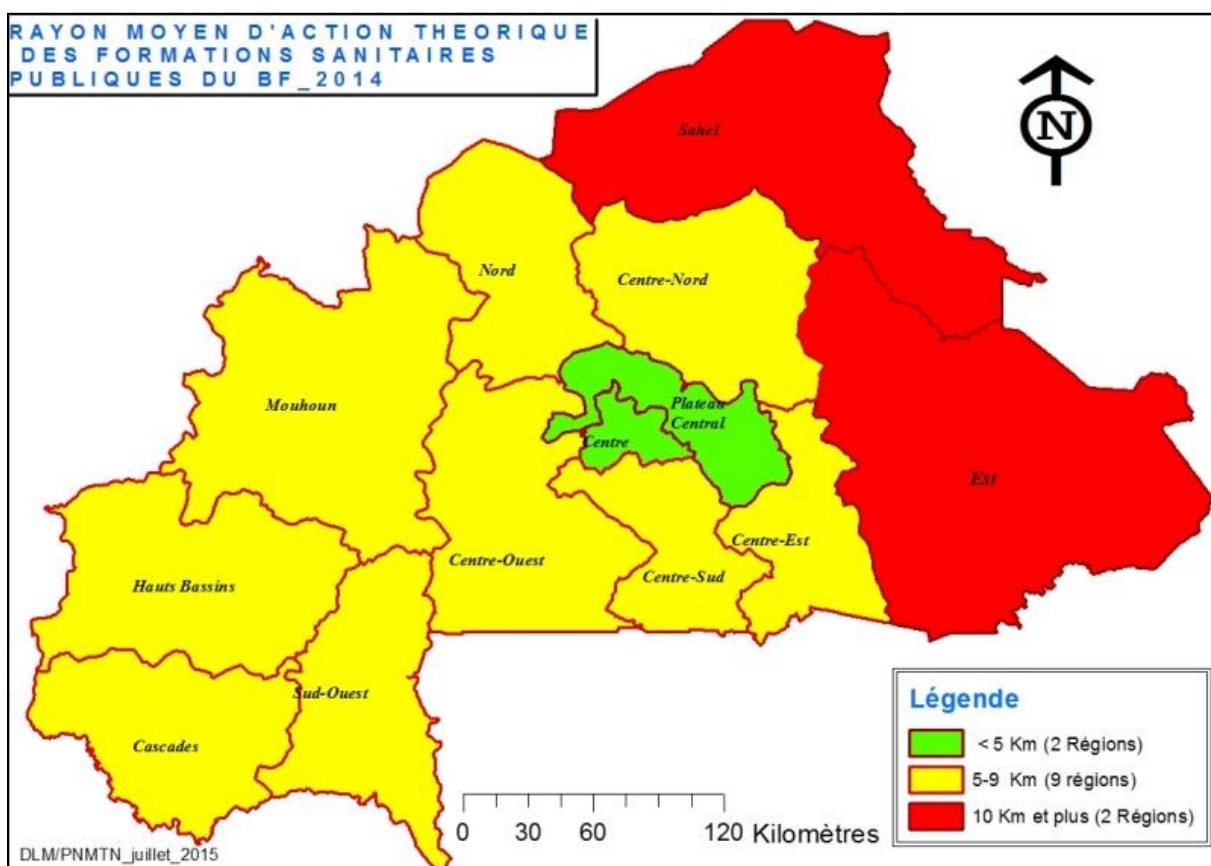 RAYON MOYEN D'ACTION THEORIQUE
DES FORMATIONS SANITAIRES
PUBLIQUES DU BF_2014
N
Sahel
Nord
Centre-Nord
Mouhoun
Plateau
Central
Centre
Est
Centre-Est
Centre-Ouest
Centre-Sud
Hauts Bassins
Sud-Ouest
Cascades
Légende
< 5 Km (2 Régions)
5-9 Km (9 régions)
10 Km et plus (2 Régions)
0 30 60 120 Kilomètres
DLM/PNMTN_juillet_2015